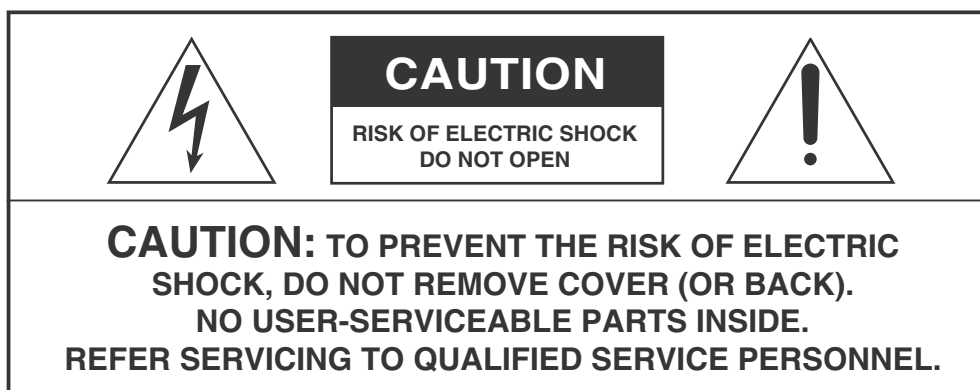 CAUTION
RISK OF ELECTRIC SHOCK
DO NOT OPEN
CAUTION: TO PREVENT THE RISK OF ELECTRIC
SHOCK, DO NOT REMOVE COVER (OR BACK).
NO USER-SERVICEABLE PARTS INSIDE.
REFER SERVICING TO QUALIFIED SERVICE PERSONNEL.